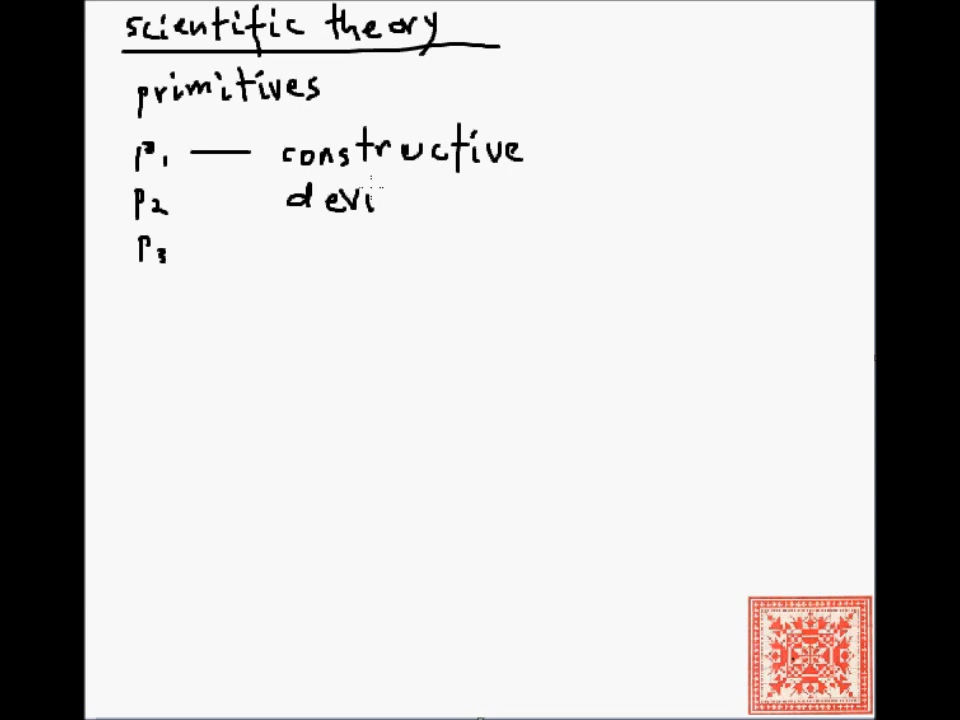 scientific theory
primitives
P1 — constructive
P2 devi
P3